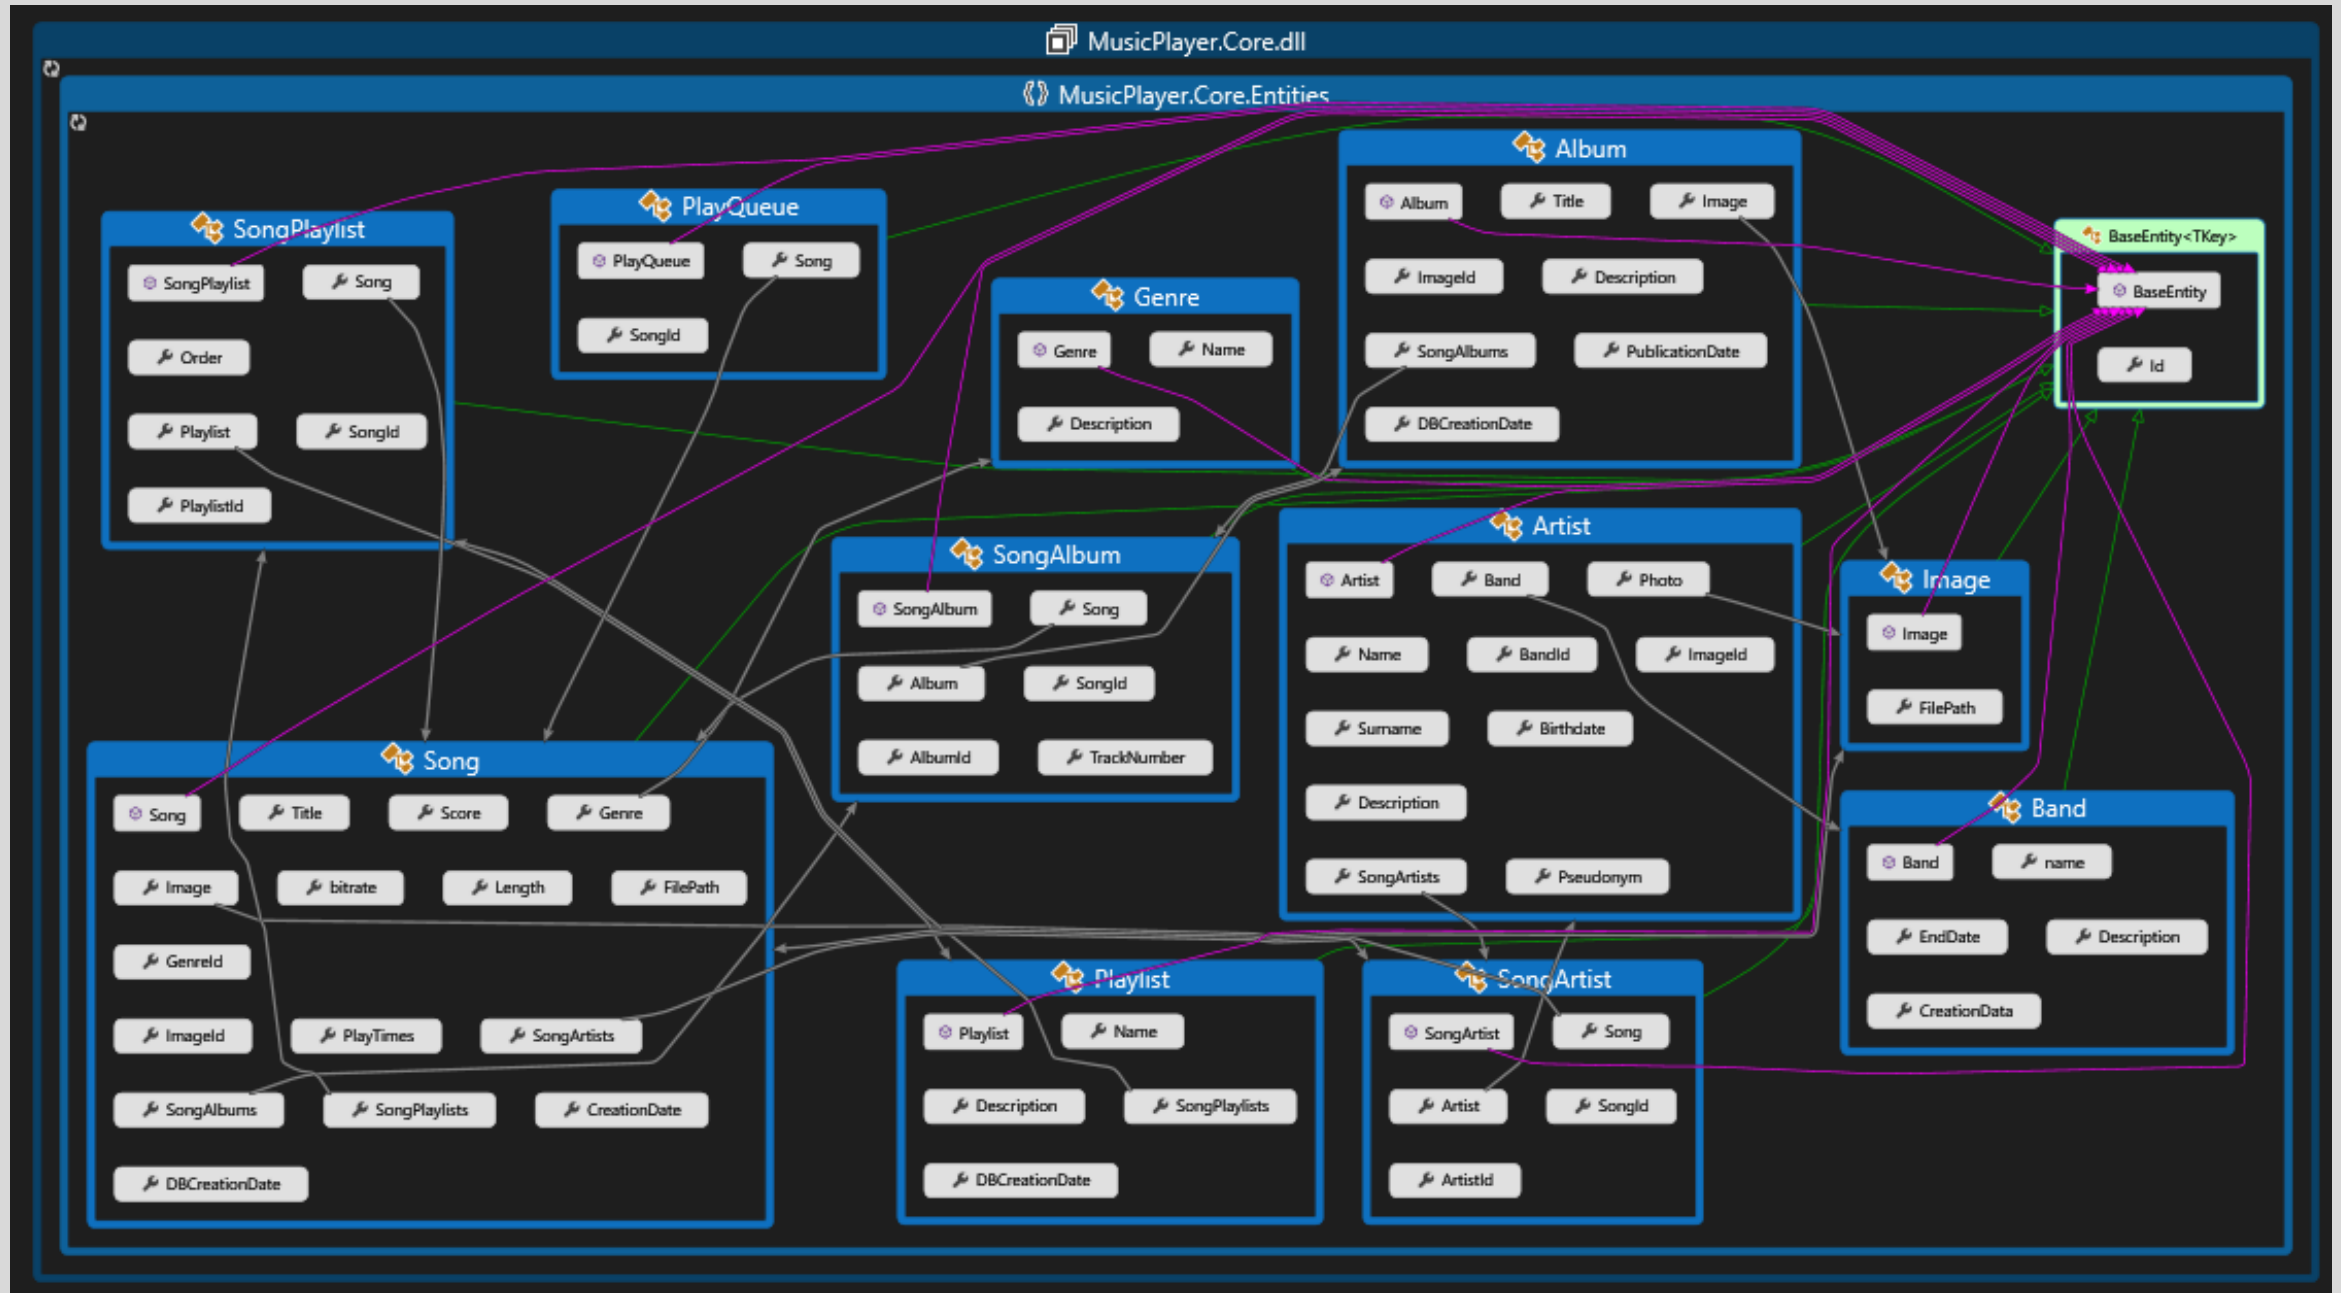 MusicPlayer.Core.dll
MusicPlayer.Core.Entities
SongPlaylist
SongPlaylist
Song
Order
Playlist
SongId
PlaylistId
PlayQueue
PlayQueue
Song
SongId
Genre
Genre
Name
Description
Album
Album
Title
Image
ImageId
Description
SongAlbums
PublicationDate
DBCreationDate
BaseEntity<TKey>
BaseEntity
Id
SongAlbum
SongAlbum
Song
Album
SongId
AlbumId
TrackNumber
Artist
Artist
Band
Photo
Name
BandId
ImageId
Surname
Birthdate
Description
SongArtists
Pseudonym
Image
Image
FilePath
Song
Song
Title
Score
Genre
Image
bitrate
Length
FilePath
GenreId
ImageId
PlayTimes
SongArtists
SongAlbums
SongPlaylists
CreationDate
DBCreationDate
Band
Band
name
EndDate
Description
CreationData
Playlist
Playlist
Name
Description
SongPlaylists
DBCreationDate
SongArtist
SongArtist
Song
Artist
SongId
ArtistId